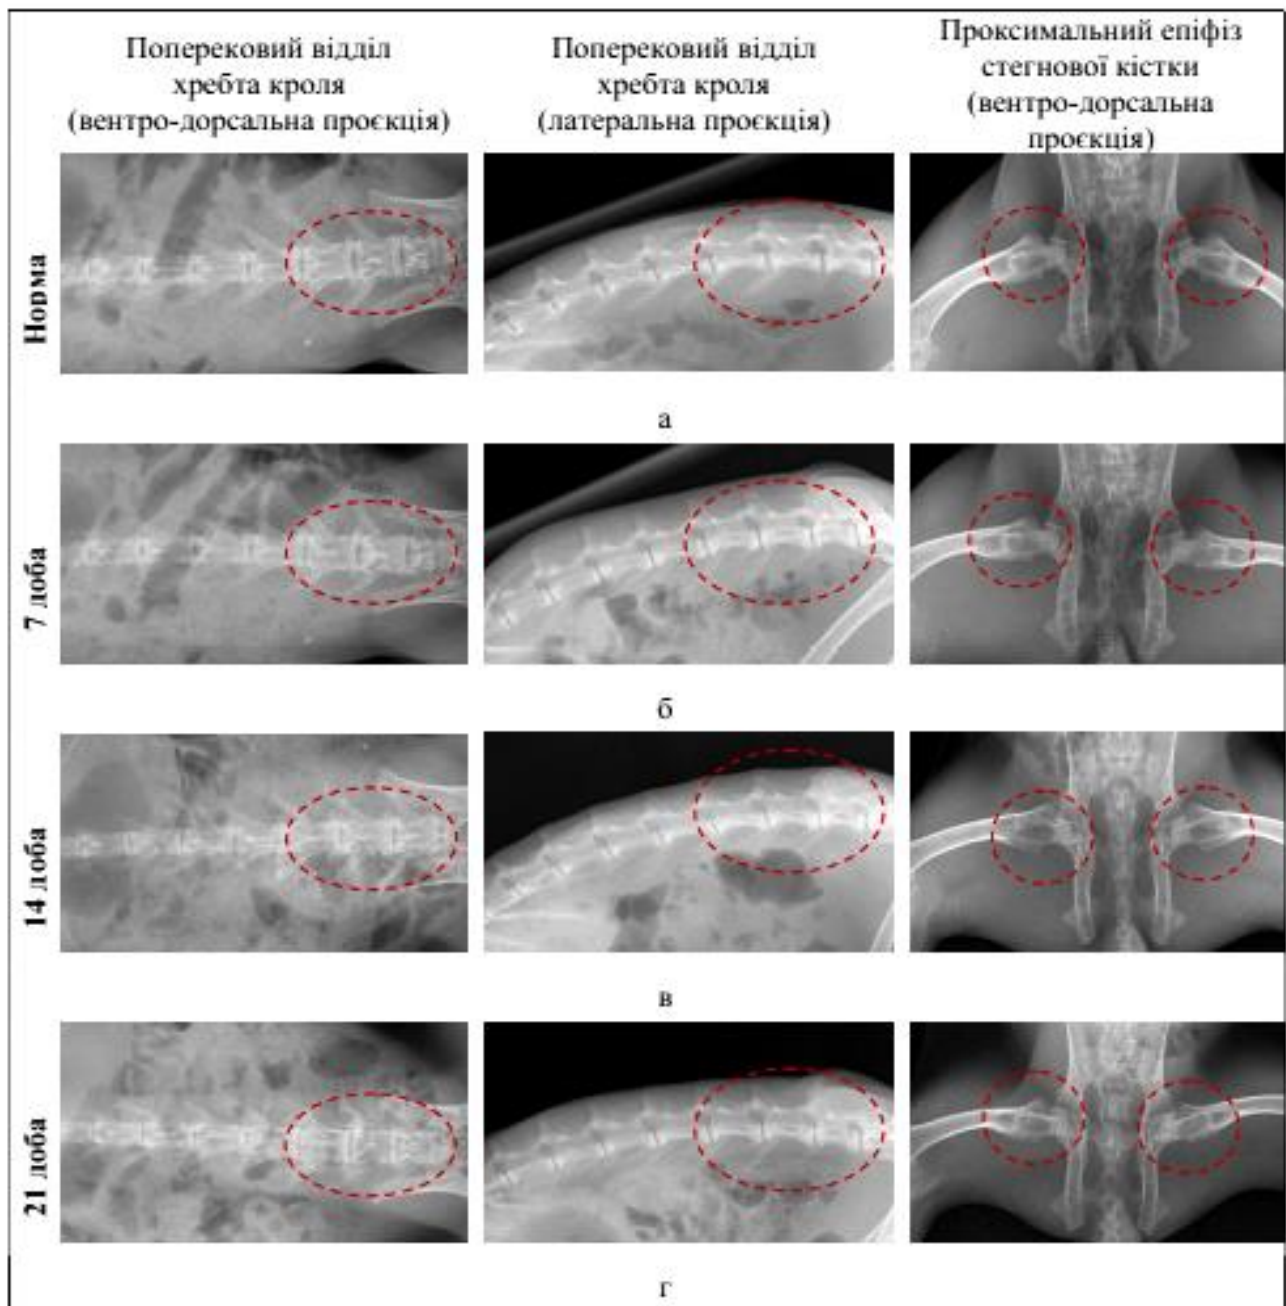 Поперековий відділ
хребта кроля
(вентро-дорсальна проєкція)
Поперековий відділ
хребта кроля
(латеральна проєкція)
Проксимальний епіфіз
стегнової кістки
(вентро-дорсальна
проєкція)
Норма
а
7 доба
б
14 доба
в
21 доба
г